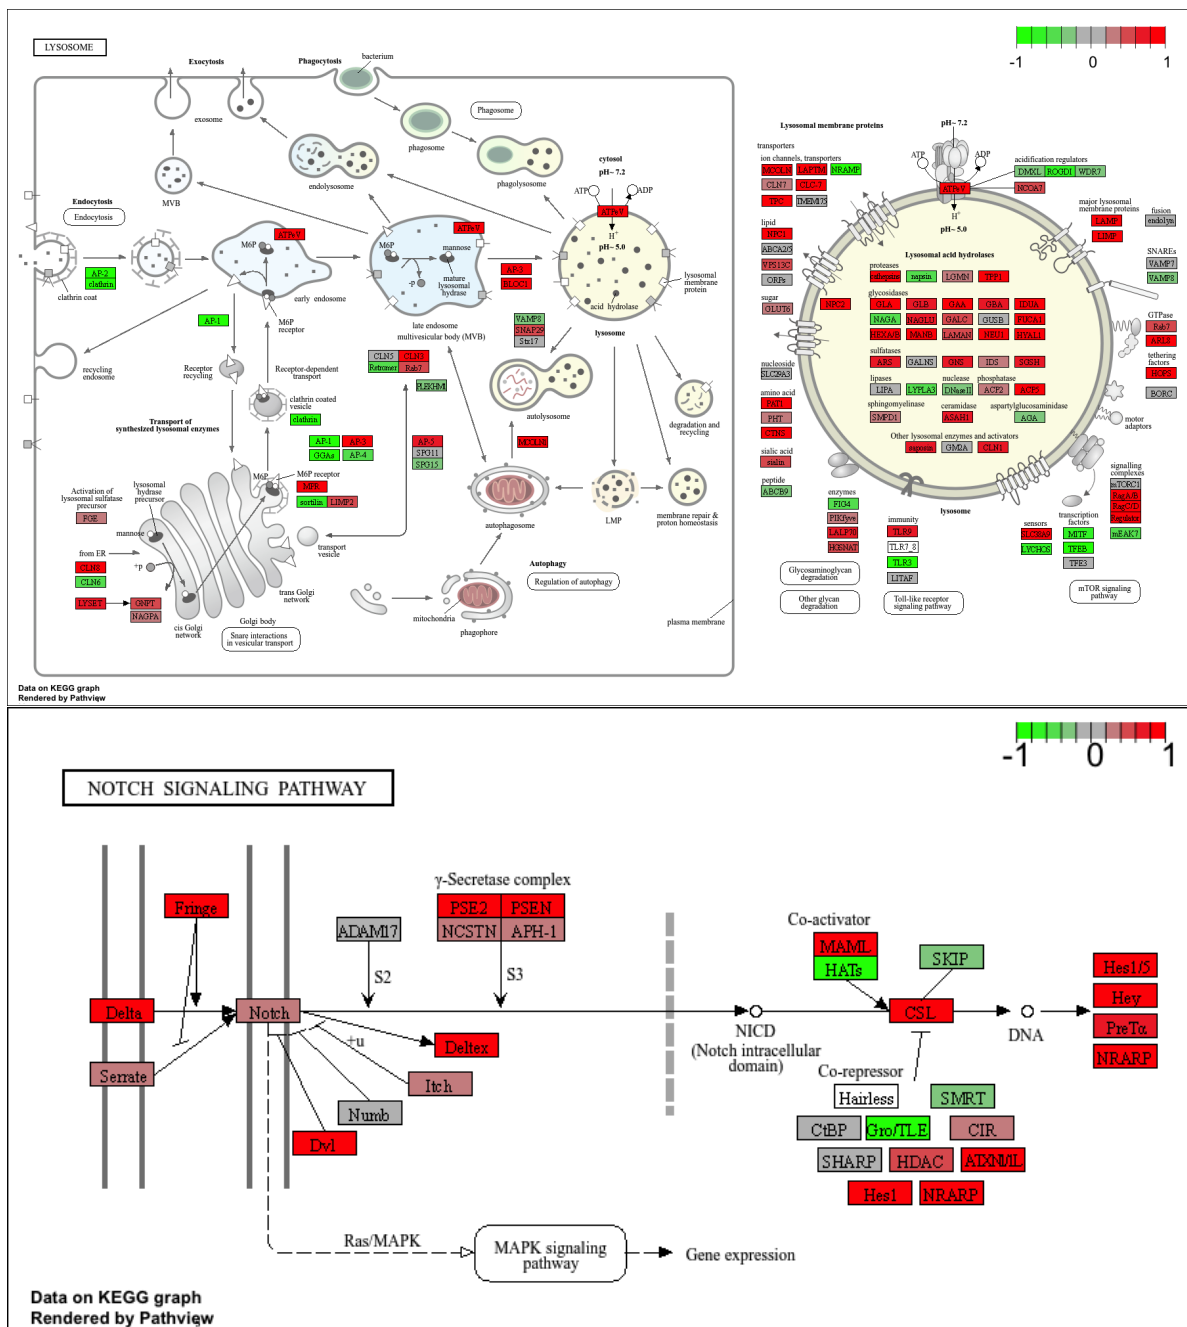 LYSOSOME
-1
0
1
Exocytosis
Phagocytosis
bacterium
exosome
phagosome
Phagosome
phagolysosome
endolysosome
MVB
Endocytosis
Endocytosis
AP-2
clathrin
clathrin coat
M6P
ATPeV
early endosome
M6P
receptor
AP-1
recycling
endosome
Receptor
recycling
Receptor-dependent
transport
clathrin coated
vesicle
clathrin
Transport of
synthesized lysosomal enzymes
AP-1
AP-3
GGAs
AP-4
M6P
M6P receptor
MPR
sortilin
LIMP2
ATPeV
M6P
mannose
-P
mature
lysosomal
hydrase
late endosome
multivesicular body (MVB)
AP-3
BLOC1
cytosol
pH~ 7.2
ATP
ADP
ATPeV
H+
pH~ 5.0
acid hydrolase
lysosomal
membrane
protein
lysosome
VAMP8
SNAP29
Stx17
CLN5
CLN3
Retromer
Rab7
PLEKHM1
autolysosome
degradation and
recycling
AP-5
SPG11
SPG15
MCOLN1
autophagosome
LMP
membrane repair &
proton homeostasis
Activation of
lysosomal sulfatase
precursor
FGE
lysosomal
hydrase
precursor
mannose
from ER
+P
CLN8
CLN6
LYSET
GNPT
NAGPA
cis Golgi
network
trans Golgi
network
Golgi body
Snare interactions
in vesicular transport
transport
vesicle
mitochondria
phagophore
Autophagy
Regulation of autophagy
plasma membrane
Data on KEGG graph
Rendered by Pathview
Lysosomal membrane proteins
transporters
ion channels, transporters
MCOLN
LAPTM
NRAMP
CLN7
CLC-7
TPC
TMEM175
lipid
NPC1
ABCA2/5
VPS13C
ORPs
sugar
GLUT6
nucleoside
SLC29A3
amino acid
PAT1
PHT
CTNS
sialic acid
sialin
peptide
ABCB9
pH~ 7.2
ATP
ADP
ATPeV
H+
pH~ 5.0
acidification regulators
DMXL
ROGDI
WDR7
NCOA7
major lysosomal
membrane proteins
LAMP
LIMP
fusion
endolyn
SNAREs
VAMP7
VAMP8
GTPase
Rab7
ARL8
tethering
factors
HOPS
BORC
motor
adaptors
Lysosomal acid hydrolases
proteases
cathepsins
napsin
LGMN
TPP1
glycosidases
NPC2
GLA
GLB
GAA
GBA
IDUA
NAGA
NAGLU
GALC
GUSB
FUCA1
HEXA/B
MANB
LAMAN
NEU1
HYAL1
sulfatases
ARS
GALNS
GNS
IDS
SGSH
lipases
LIPA
LYPLA3
nuclease
DNaseII
phosphatase
ACP2
ACP5
sphingomyelinase
SMPD1
ceramidase
ASAH1
aspartylglucosaminidase
AGA
Other lysosomal enzymes and activators
saposin
GM2A
CLN1
lysosome
enzymes
FIG4
PIKfyve
LALP70
HGSNAT
immunity
TLR9
TLR7_8
TLR3
LITAF
Glycosaminoglycan
degradation
Other glycan
degradation
Toll-like receptor
signaling pathway
signalling
complexes
mTORC1
RagA/B
RagC/D
Ragulator
mEAK7
sensors
SLC38A9
LYCHOS
transcription
factors
MITF
TFEB
TFE3
mTOR signaling
pathway
-1
0
1
NOTCH SIGNALING PATHWAY
Fringe
Delta
Serrate
Notch
ADAM17
S2
γ-Secretase complex
PSE2
PSEN
NCSTN
APH-1
S3
+u
Deltex
Itch
Numb
Dvl
NICD
(Notch intracellular
domain)
Co-activator
MAML
HATs
SKIP
CSL
DNA
Hes1/5
Hey
PreTα
NRARP
Co-repressor
Hairless
SMRT
CtBP
Gro/TLE
CIR
SHARP
HDAC
ATXN1/1L
Hes1
NRARP
Ras/MAPK
MAPK signaling
pathway
Gene expression
Data on KEGG graph
Rendered by Pathview